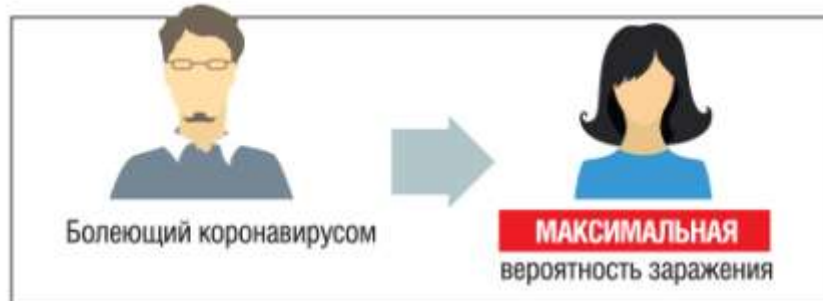 Болеющий коронавирусом
МАКСИМАЛЬНАЯ
вероятность заражения